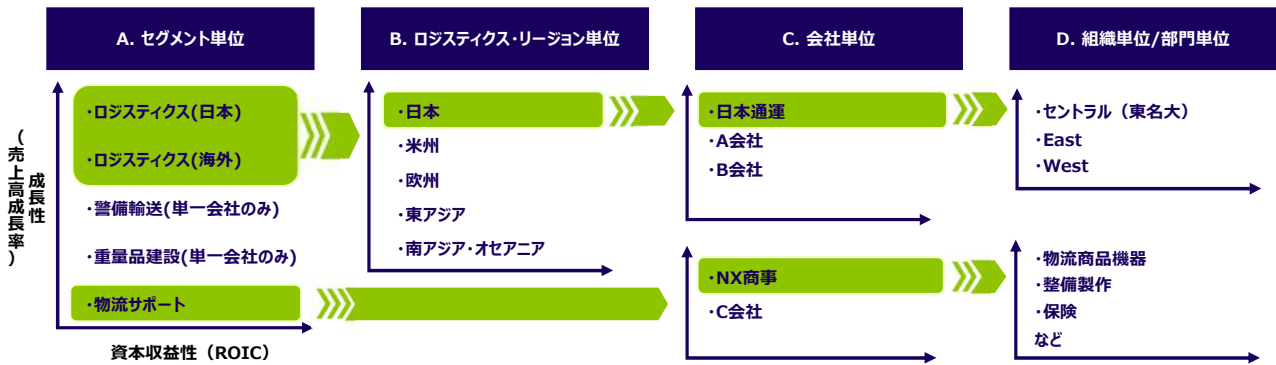 A. セグメント単位
B. ロジスティクス・リージョン単位
C. 会社単位
D. 組織単位/部門単位
成長性
(売上高成長率)
・ロジスティクス(日本)
・ロジスティクス(海外)
・警備輸送(単一会社のみ)
・重量品建設(単一会社のみ)
・物流サポート
資本収益性（ROIC）
・日本
・米州
・欧州
・東アジア
・南アジア・オセアニア
・日本通運
・A会社
・B会社
・NX商事
・C会社
・セントラル（東名大）
・East
・West
・物流商品機器
・整備製作
・保険
など